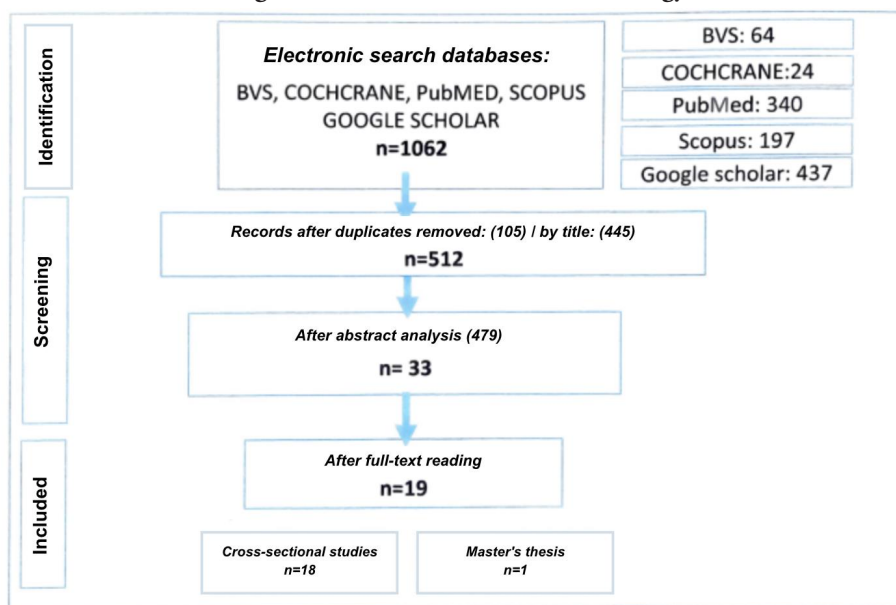 Identification
Electronic search databases:
BVS, COCHCRANE, PubMED, SCOPUS
GOOGLE SCHOLAR
n=1062
BVS: 64
COCHCRANE:24
PubMed: 340
Scopus: 197
Google scholar: 437
Screening
Records after duplicates removed: (105) / by title: (445)
n=512
After abstract analysis (479)
n= 33
Included
After full-text reading
n=19
Cross-sectional studies
n=18
Master's thesis
n=1